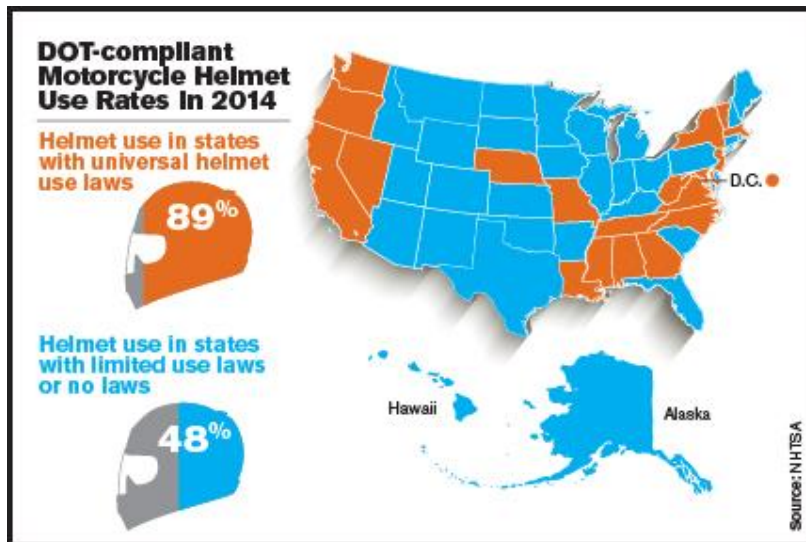 DOT-compliant
Motorcycle Helmet
Use Rates In 2014
Helmet use in states
with universal helmet
use laws
89%
Helmet use in states
with limited use laws
or no laws
48%
D.C.
Hawaii
Alaska
Source: NHTSA